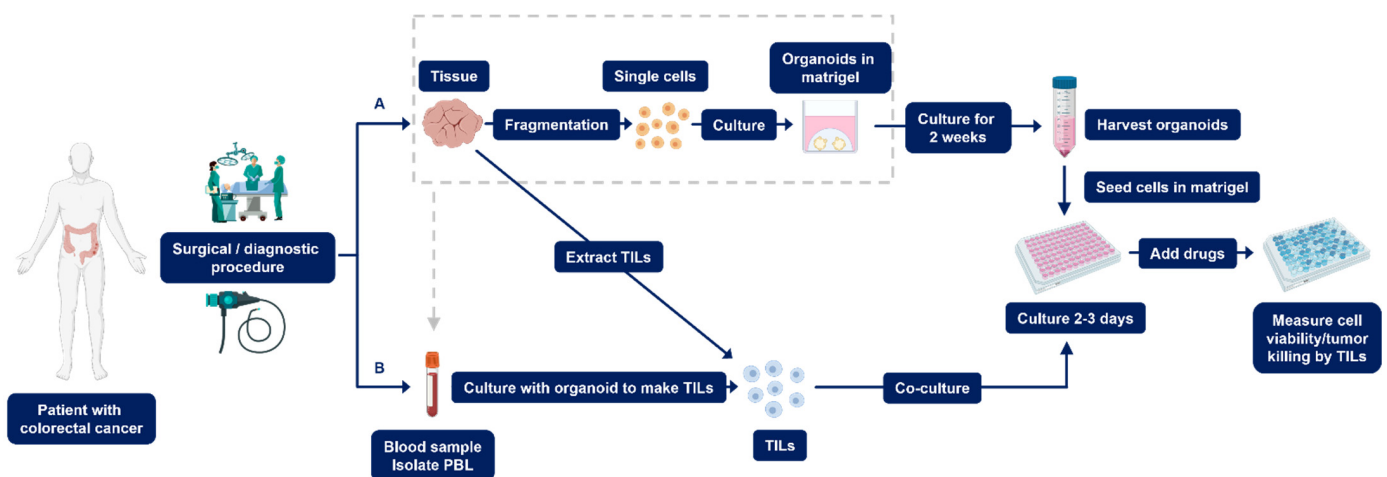 Patient with
colorectal cancer
Surgical / diagnostic
procedure
A
Tissue
Fragmentation
Single cells
Culture
Organoids in
matrigel
Culture for
2 weeks
Harvest organoids
Seed cells in matrigel
Extract TILs
B
Blood sample
Isolate PBL
Culture with organoid to make TILs
TILs
Co-culture
Culture 2-3 days
Add drugs
Measure cell
viability/tumor
killing by TILs